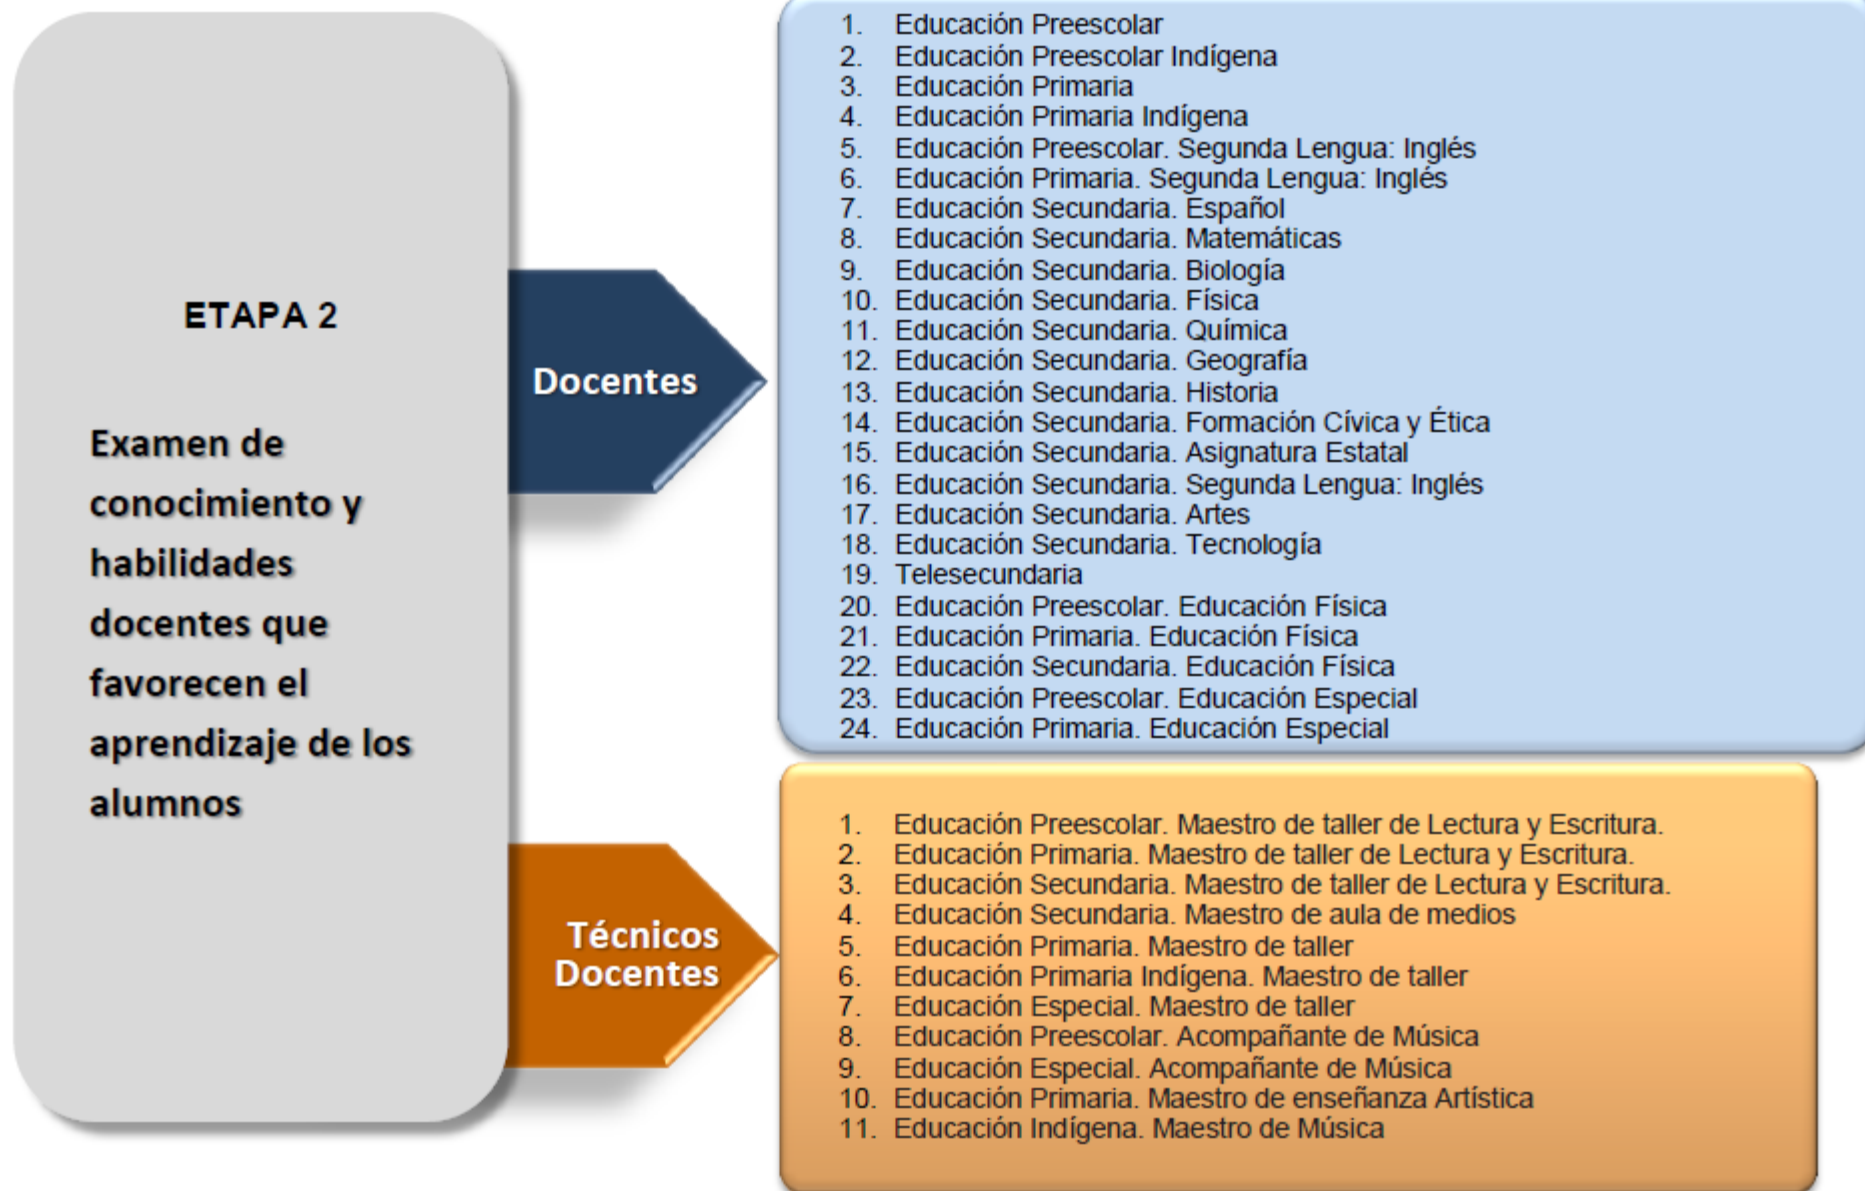 ETAPA 2
Examen de
conocimiento y
habilidades
docentes que
favorecen el
aprendizaje de los
alumnos
Docentes
1. Educación Preescolar
2. Educación Preescolar Indígena
3. Educación Primaria
4. Educación Primaria Indígena
5. Educación Preescolar. Segunda Lengua: Inglés
6. Educación Primaria. Segunda Lengua: Inglés
7. Educación Secundaria. Español
8. Educación Secundaria. Matemáticas
9. Educación Secundaria. Biología
10. Educación Secundaria. Física
11. Educación Secundaria. Química
12. Educación Secundaria. Geografía
13. Educación Secundaria. Historia
14. Educación Secundaria. Formación Cívica y Ética
15. Educación Secundaria. Asignatura Estatal
16. Educación Secundaria. Segunda Lengua: Inglés
17. Educación Secundaria. Artes
18. Educación Secundaria. Tecnología
19. Telesecundaria
20. Educación Preescolar. Educación Física
21. Educación Primaria. Educación Física
22. Educación Secundaria. Educación Física
23. Educación Preescolar. Educación Especial
24. Educación Primaria. Educación Especial
Técnicos
Docentes
1. Educación Preescolar. Maestro de taller de Lectura y Escritura.
2. Educación Primaria. Maestro de taller de Lectura y Escritura.
3. Educación Secundaria. Maestro de taller de Lectura y Escritura.
4. Educación Secundaria. Maestro de aula de medios
5. Educación Primaria. Maestro de taller
6. Educación Primaria Indígena. Maestro de taller
7. Educación Especial. Maestro de taller
8. Educación Preescolar. Acompañante de Música
9. Educación Especial. Acompañante de Música
10. Educación Primaria. Maestro de enseñanza Artística
11. Educación Indígena. Maestro de Música